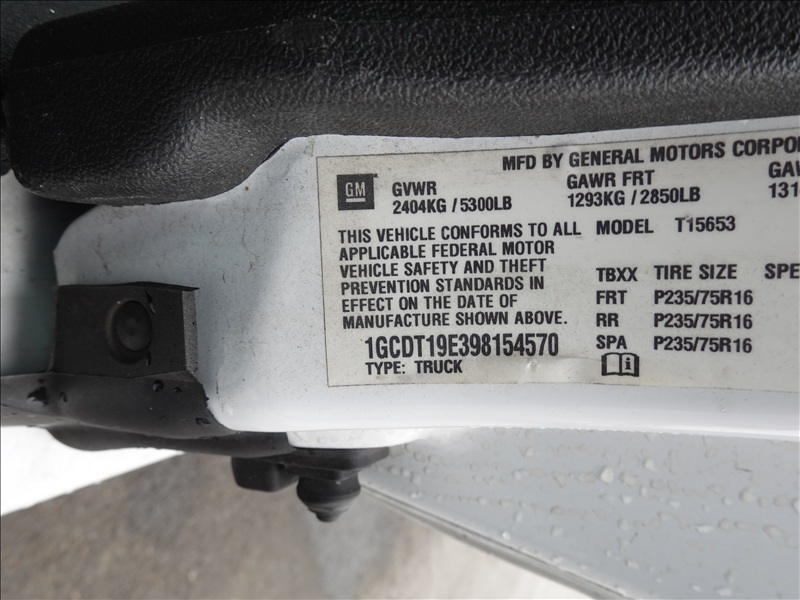 MFD BY GENERAL MOTORS CORPOR
GM GVWR GAWR FRT GAW
2404KG / 5300LB 1293KG / 2850LB 131
THIS VEHICLE CONFORMS TO ALL MODEL T15653
APPLICABLE FEDERAL MOTOR
VEHICLE SAFETY AND THEFT TBXX TIRE SIZE SPE
PREVENTION STANDARDS IN FRT P235/75R16
EFFECT ON THE DATE OF RR P235/75R16
MANUFACTURE SHOWN ABOVE. SPA P235/75R16
1GCDT19E398154570
TYPE: TRUCK